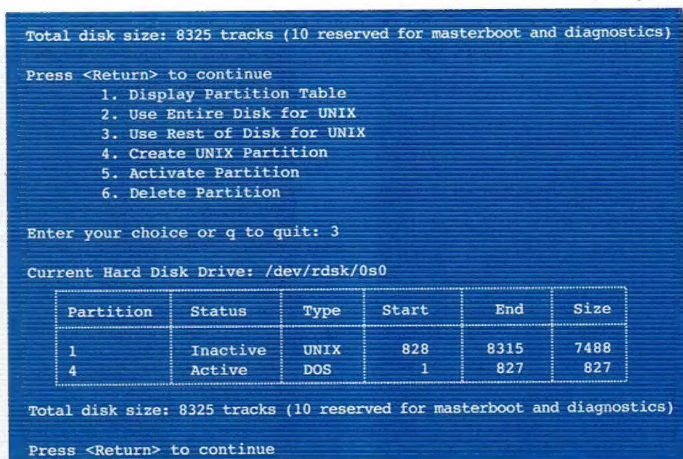 Total disk size: 8325 tracks (10 reserved for masterboot and diagnostics)
Press <Return> to continue
1. Display Partition Table
2. Use Entire Disk for UNIX
3. Use Rest of Disk for UNIX
4. Create UNIX Partition
5. Activate Partition
6. Delete Partition
Enter your choice or q to quit: 3
Current Hard Disk Drive: /dev/rdsk/0s0
Partition Status Type Start End Size
1 Inactive UNIX 828 8315 7488
4 Active DOS 1 827 827
Total disk size: 8325 tracks (10 reserved for masterboot and diagnostics)
Press <Return> to continue